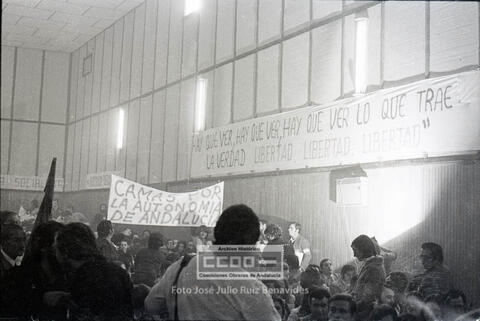 HAY QUE VER, HAY QUE VER, HAY QUE VER LO QUE TRAE
LA VERDAD LIBERTAD, LIBERTAD, LIBERTAD"
CAMAS POR
LA AUTONOMIA
DE ANDALUCIA
Archivo Histórico
CCOO
Comisiones Obreras de Andalucía
Foto José Julio Ruiz Benavides